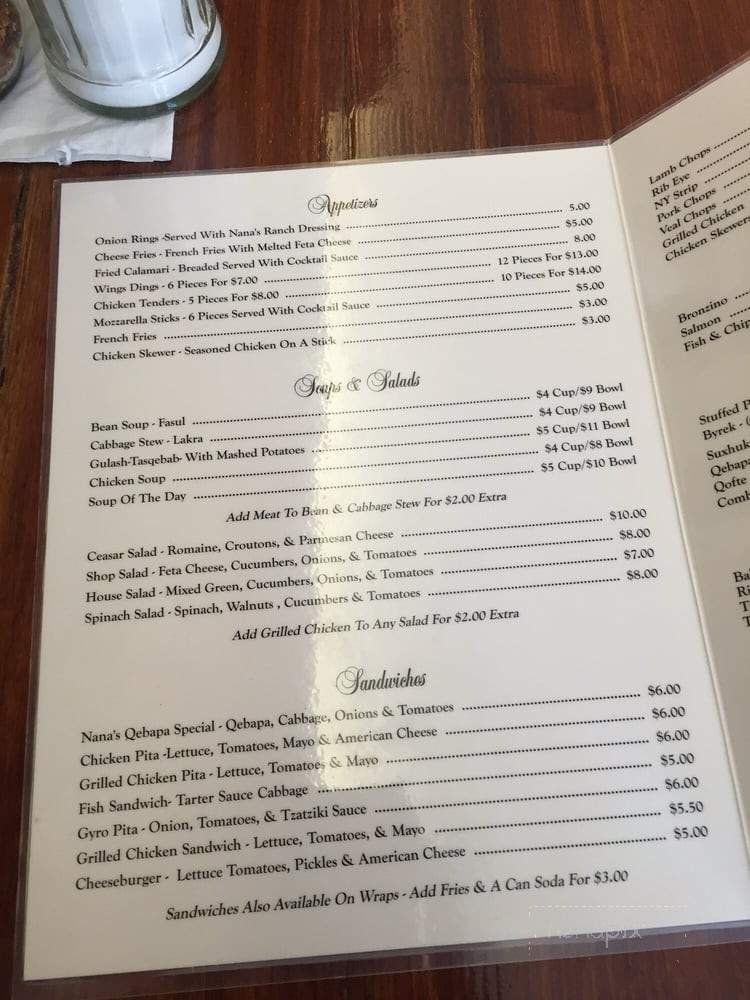 Appetizers
Onion Rings -Served With Nana's Ranch Dressing 5.00
Cheese Fries - French Fries With Melted Feta Cheese $5.00
Fried Calamari - Breaded Served With Cocktail Sauce 8.00
Wings Dings - 6 Pieces For $7.00 12 Pieces For $13.00
Chicken Tenders - 5 Pieces For $8.00 10 Pieces For $14.00
Mozzarella Sticks - 6 Pieces Served With Cocktail Sauce $5.00
French Fries $3.00
Chicken Skewer - Seasoned Chicken On A Stick $3.00
Soups & Salads
Bean Soup - Fasul $4 Cup/$9 Bowl
Cabbage Stew - Lakra $4 Cup/$9 Bowl
Gulash-Tasqebab- With Mashed Potatoes $5 Cup/$11 Bowl
Chicken Soup $4 Cup/$8 Bowl
Soup Of The Day $5 Cup/$10 Bowl
Add Meat To Bean & Cabbage Stew For $2.00 Extra
Ceasar Salad - Romaine, Croutons, & Parmesan Cheese $10.00
Shop Salad - Feta Cheese, Cucumbers, Onions, & Tomatoes $8.00
House Salad - Mixed Green, Cucumbers, Onions, & Tomatoes $7.00
Spinach Salad - Spinach, Walnuts , Cucumbers & Tomatoes $8.00
Add Grilled Chicken To Any Salad For $2.00 Extra
Sandwiches
Nana's Qebapa Special - Qebapa, Cabbage, Onions & Tomatoes $6.00
Chicken Pita -Lettuce, Tomatoes, Mayo & American Cheese $6.00
Grilled Chicken Pita - Lettuce, Tomatoes & Mayo $6.00
Fish Sandwich- Tarter Sauce Cabbage $5.00
Gyro Pita - Onion, Tomatoes, & Tzatziki Sauce $6.00
Grilled Chicken Sandwich - Lettuce, Tomatoes, & Mayo $5.50
Cheeseburger - Lettuce Tomatoes, Pickles & American Cheese $5.00
Sandwiches Also Available On Wraps - Add Fries & A Can Soda For $3.00
Lamb Chops
Rib Eye
NY Strip
Pork Chops
Veal Chops
Grilled Chicken
Chicken Skewers
Bronzino
Salmon
Fish & Chip
Stuffed P
Byrek - (
Suxhuk
Qebapa
Qofte
Comb